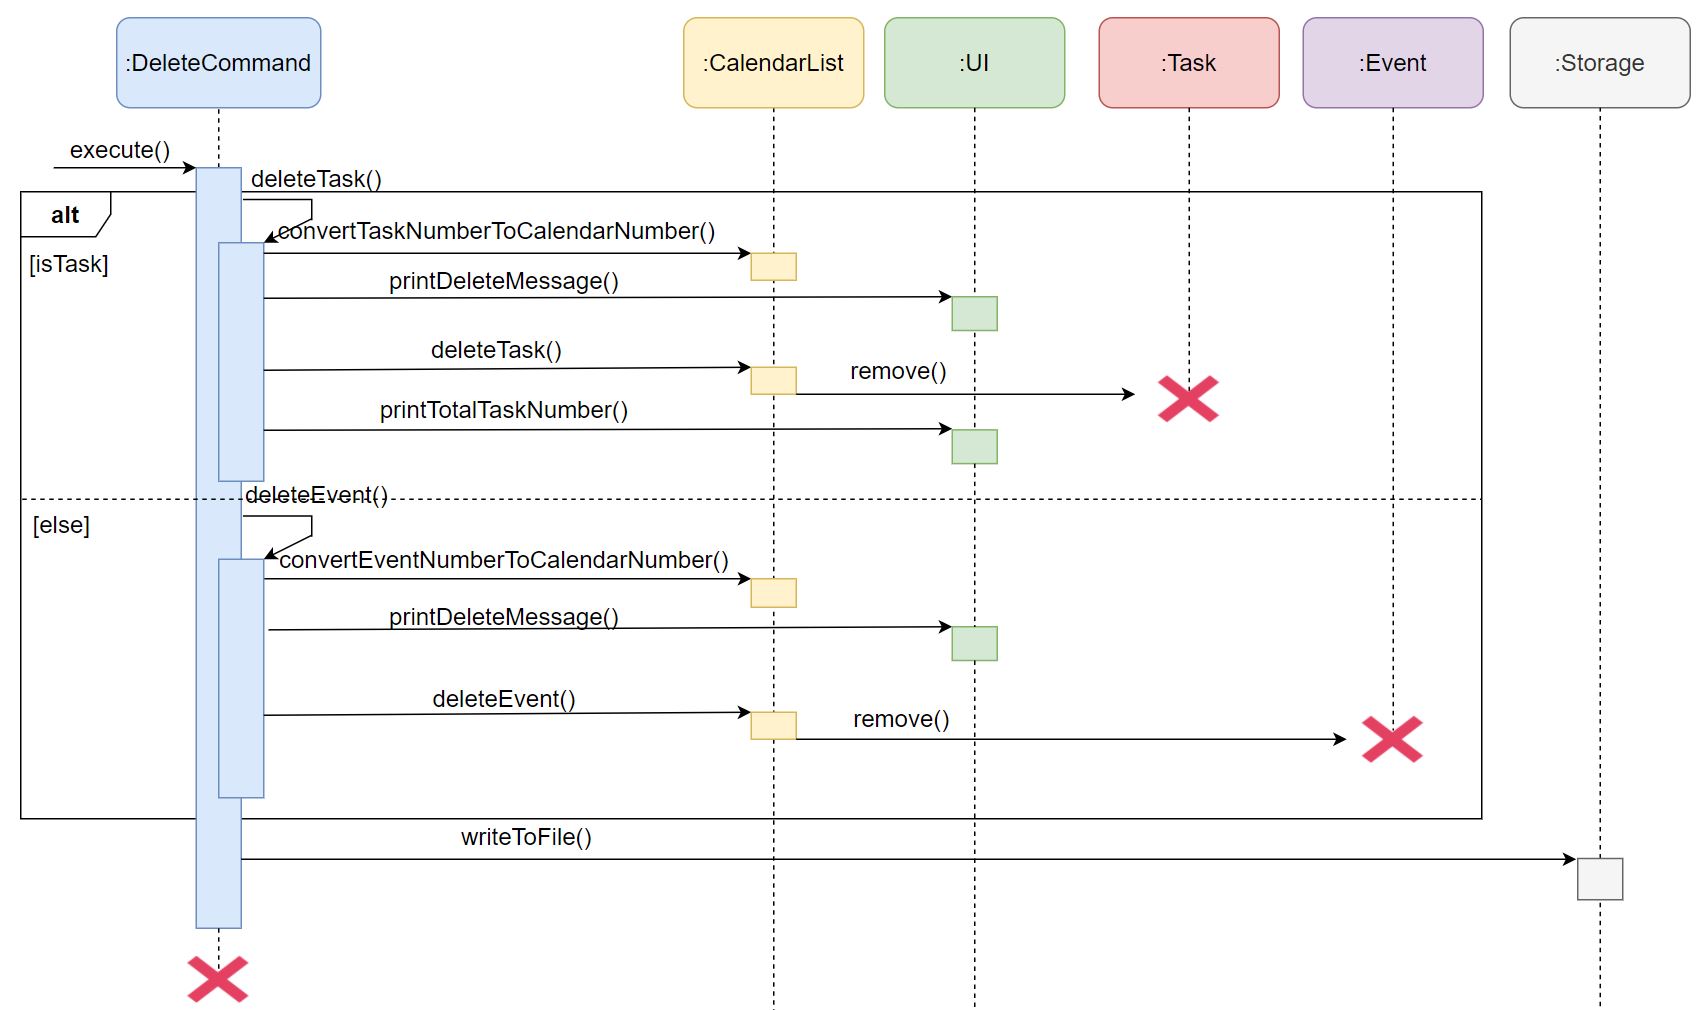 :DeleteCommand
:CalendarList
:UI
:Task
:Event
:Storage
execute()
deleteTask()
alt
convertTaskNumberToCalendarNumber()
[isTask]
printDeleteMessage()
deleteTask()
remove()
printTotalTaskNumber()
deleteEvent()
[else]
convertEventNumberToCalendarNumber()
printDeleteMessage()
deleteEvent()
remove()
writeToFile()